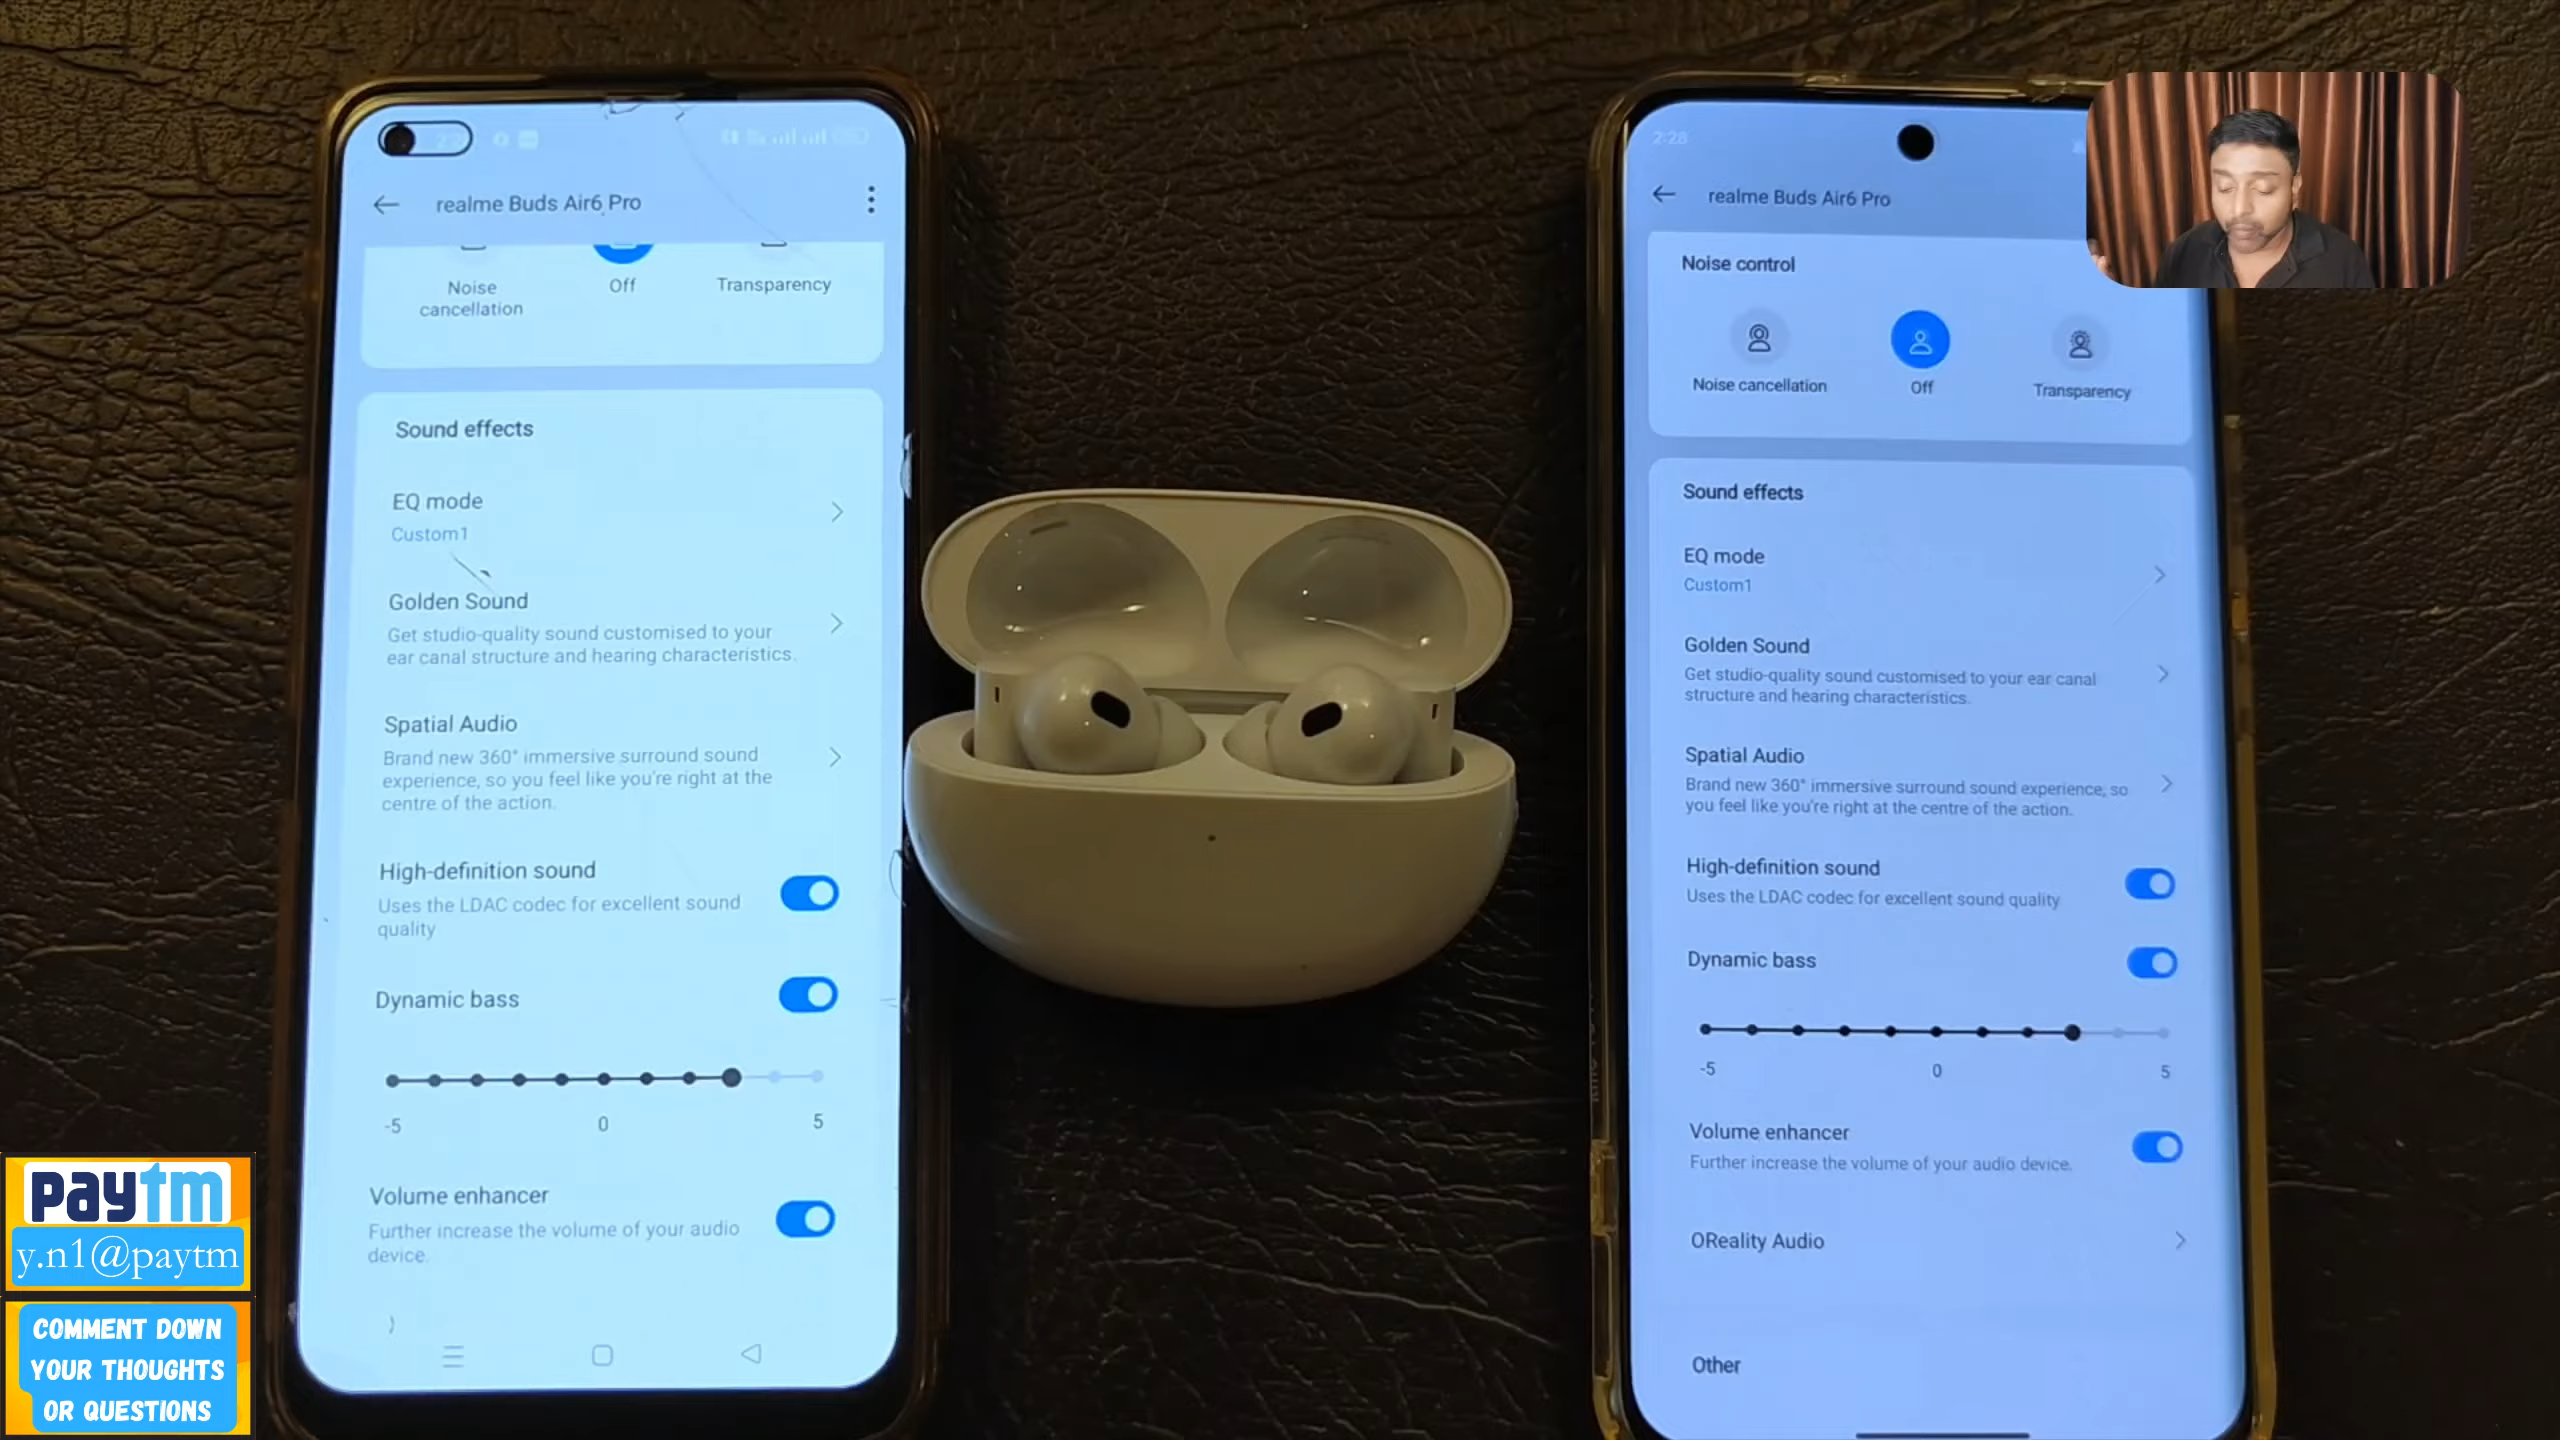 realme Buds Air6 Pro
Noise
cancellation
Off
Transparency
Sound effects
EQ mode
Custom1
Golden Sound
Get studio-quality sound customised to your
ear canal structure and hearing characteristics.
Spatial Audio
Brand new 360° immersive surround sound
experience, so you feel like you're right at the
centre of the action.
High-definition sound
Uses the LDAC codec for excellent sound
quality
Dynamic bass
-5
0
5
Volume enhancer
Further increase the volume of your audio
device.
2:28
realme Buds Air6 Pro
Noise control
Noise cancellation
Off
Transparency
Sound effects
EQ mode
Custom1
Golden Sound
Get studio-quality sound customised to your ear canal
structure and hearing characteristics.
Spatial Audio
Brand new 360° immersive surround sound experience, so
you feel like you're right at the centre of the action.
High-definition sound
Uses the LDAC codec for excellent sound quality
Dynamic bass
-5
0
5
Volume enhancer
Further increase the volume of your audio device.
OReality Audio
Other
paytm
y.n1@paytm
COMMENT DOWN
YOUR THOUGHTS
OR QUESTIONS